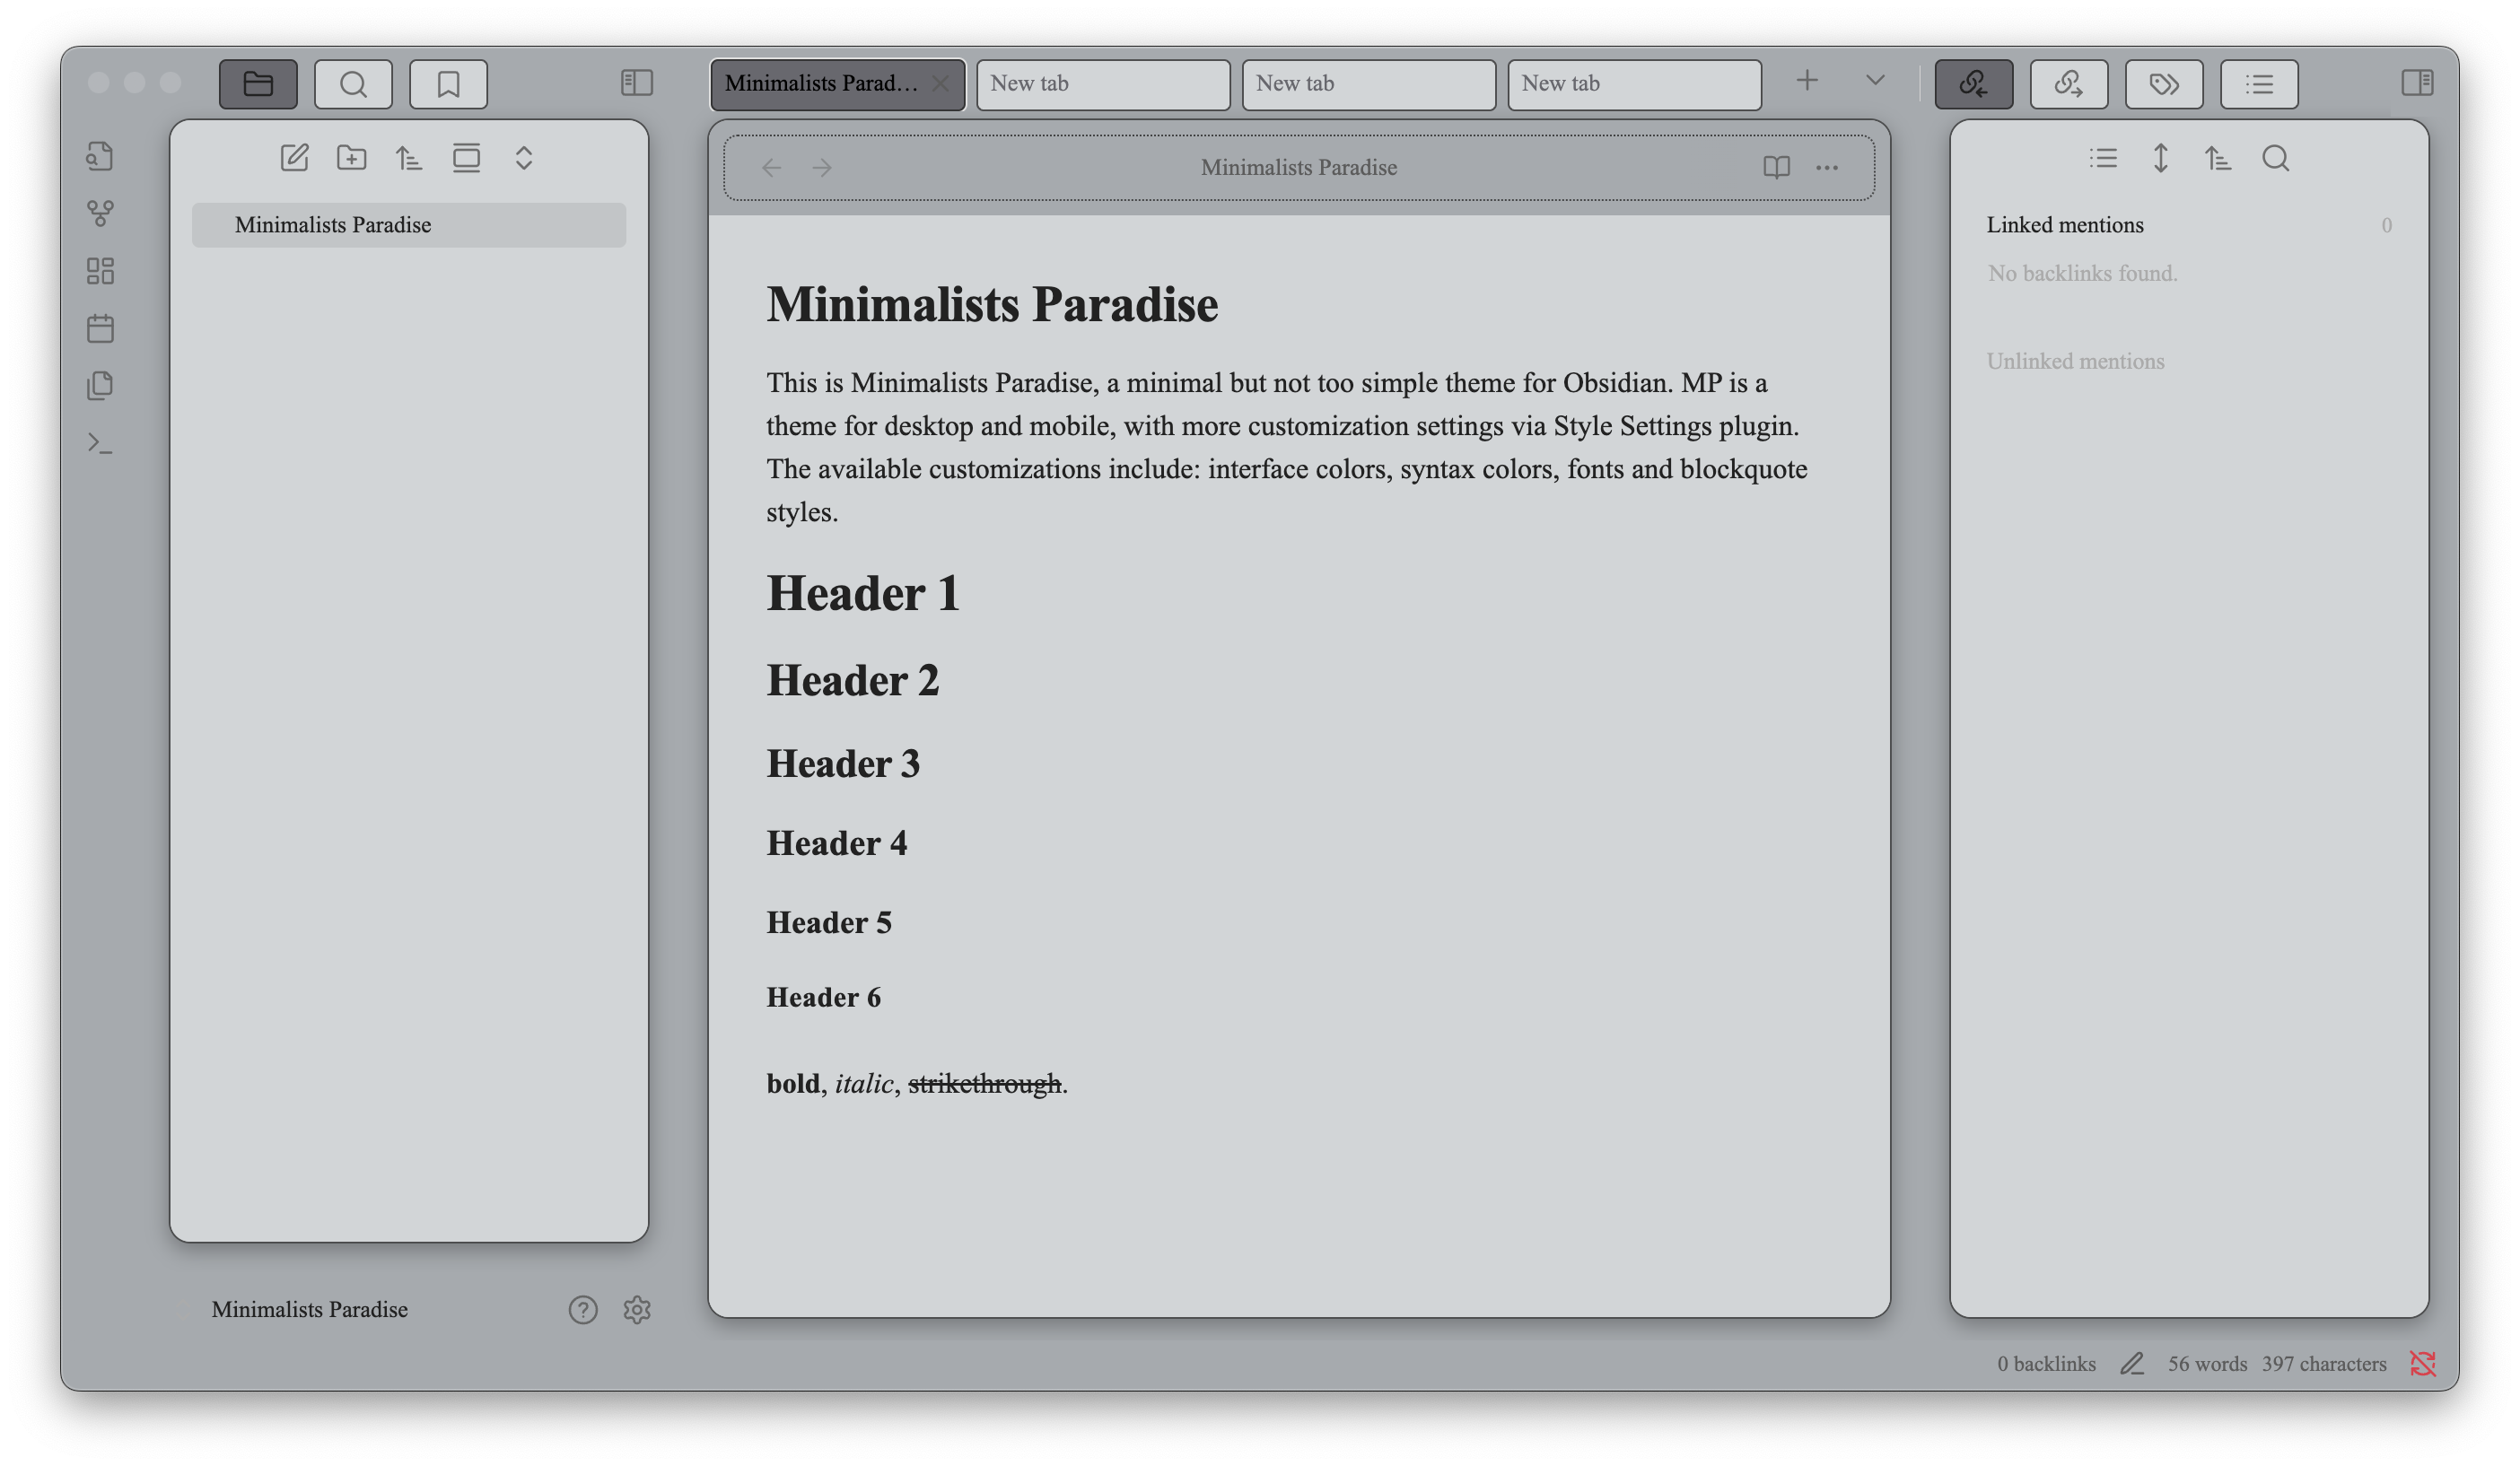 Minimalists Parad...
New tab
New tab
New tab
Minimalists Paradise
Minimalists Paradise
Minimalists Paradise
This is Minimalists Paradise, a minimal but not too simple theme for Obsidian. MP is a
theme for desktop and mobile, with more customization settings via Style Settings plugin.
The available customizations include: interface colors, syntax colors, fonts and blockquote
styles.
Header 1
Header 2
Header 3
Header 4
Header 5
Header 6
bold, italic, strikethrough.
Linked mentions 0
No backlinks found.
Unlinked mentions
Minimalists Paradise
0 backlinks 56 words 397 characters